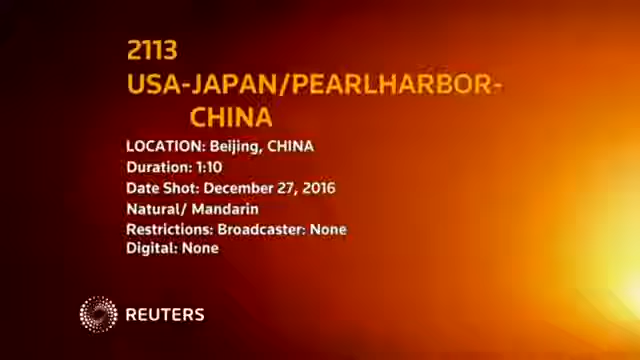 2113
USA-JAPAN/PEARLHARBOR-
CHINA
LOCATION: Beijing, CHINA
Duration: 1:10
Date Shot: December 27, 2016
Natural/ Mandarin
Restrictions: Broadcaster: None
Digital: None
REUTERS